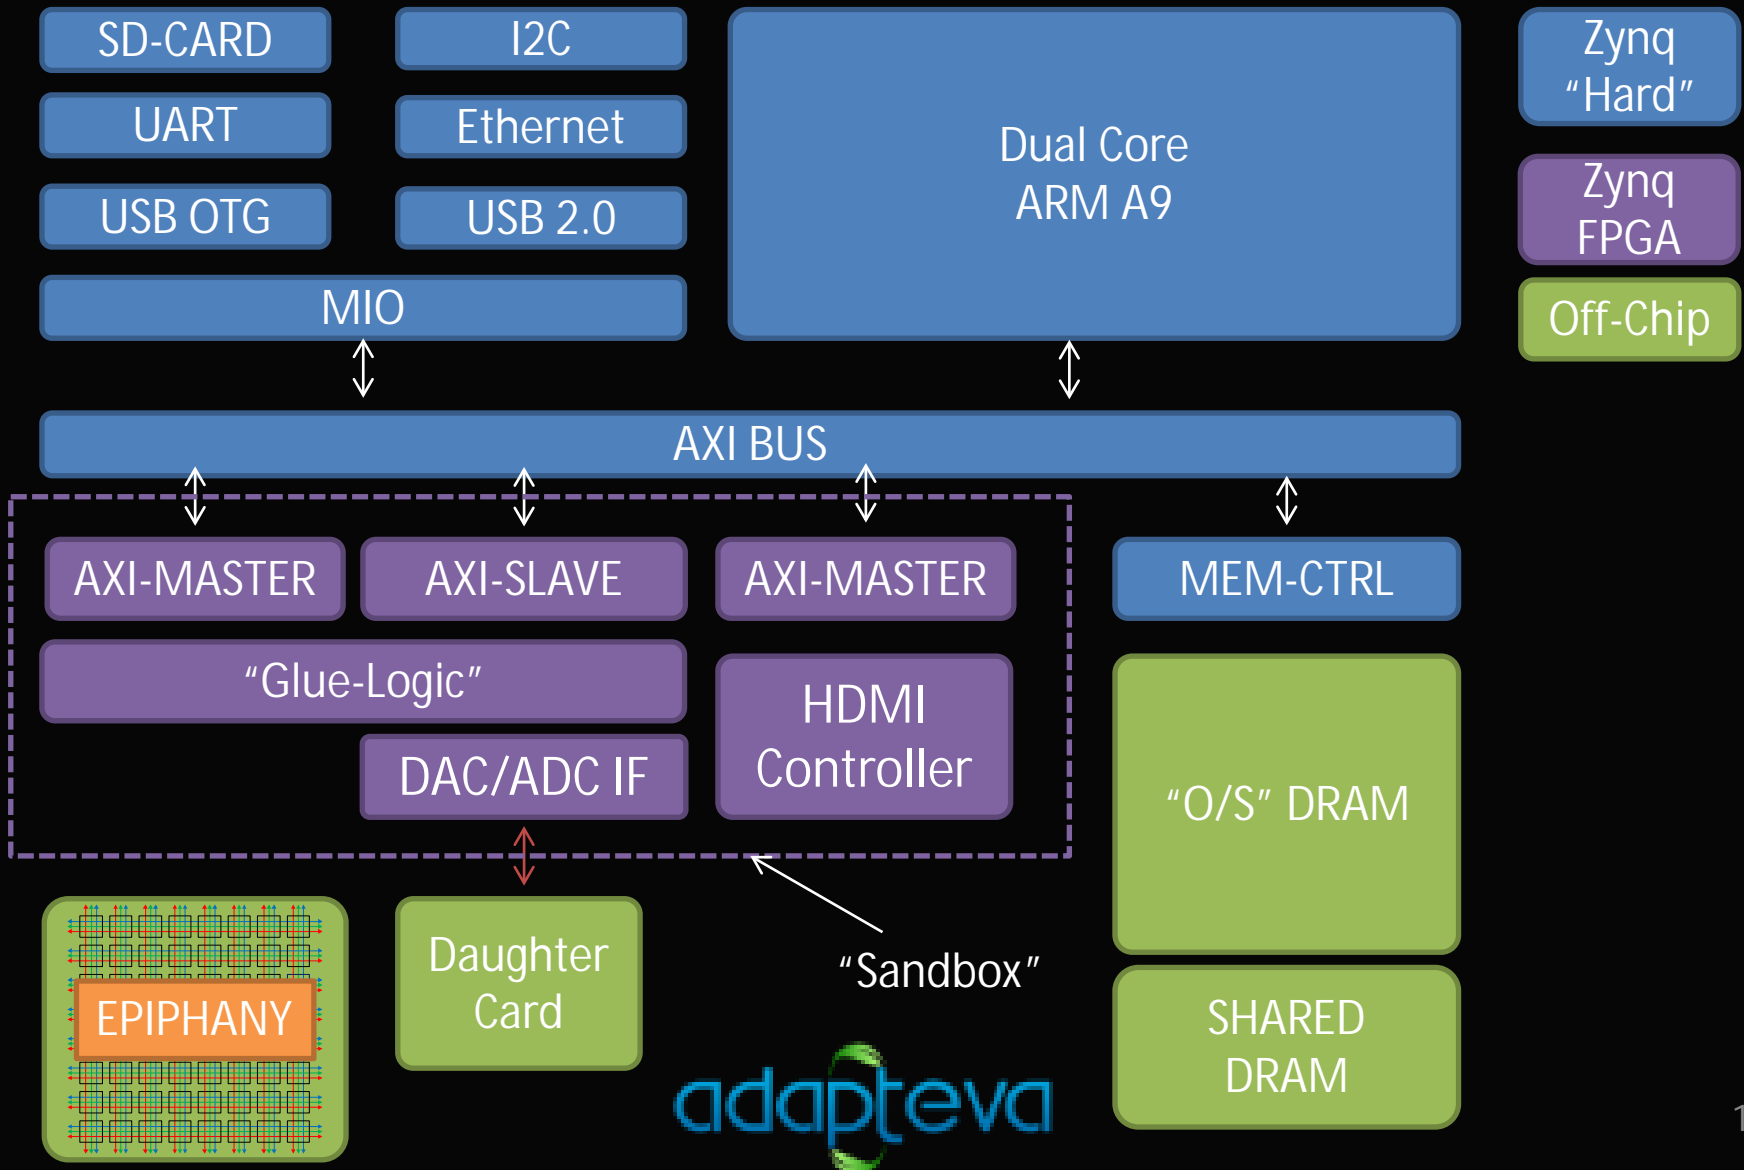 SD-CARD
I2C
UART
Ethernet
USB OTG
USB 2.0
MIO
Dual Core
ARM A9
Zynq
“Hard”
Zynq
FPGA
Off-Chip
AXI BUS
AXI-MASTER
AXI-SLAVE
AXI-MASTER
MEM-CTRL
“Glue-Logic”
HDMI
Controller
DAC/ADC IF
“O/S” DRAM
EPIPHANY
Daughter
Card
“Sandbox”
SHARED
DRAM
adapteva